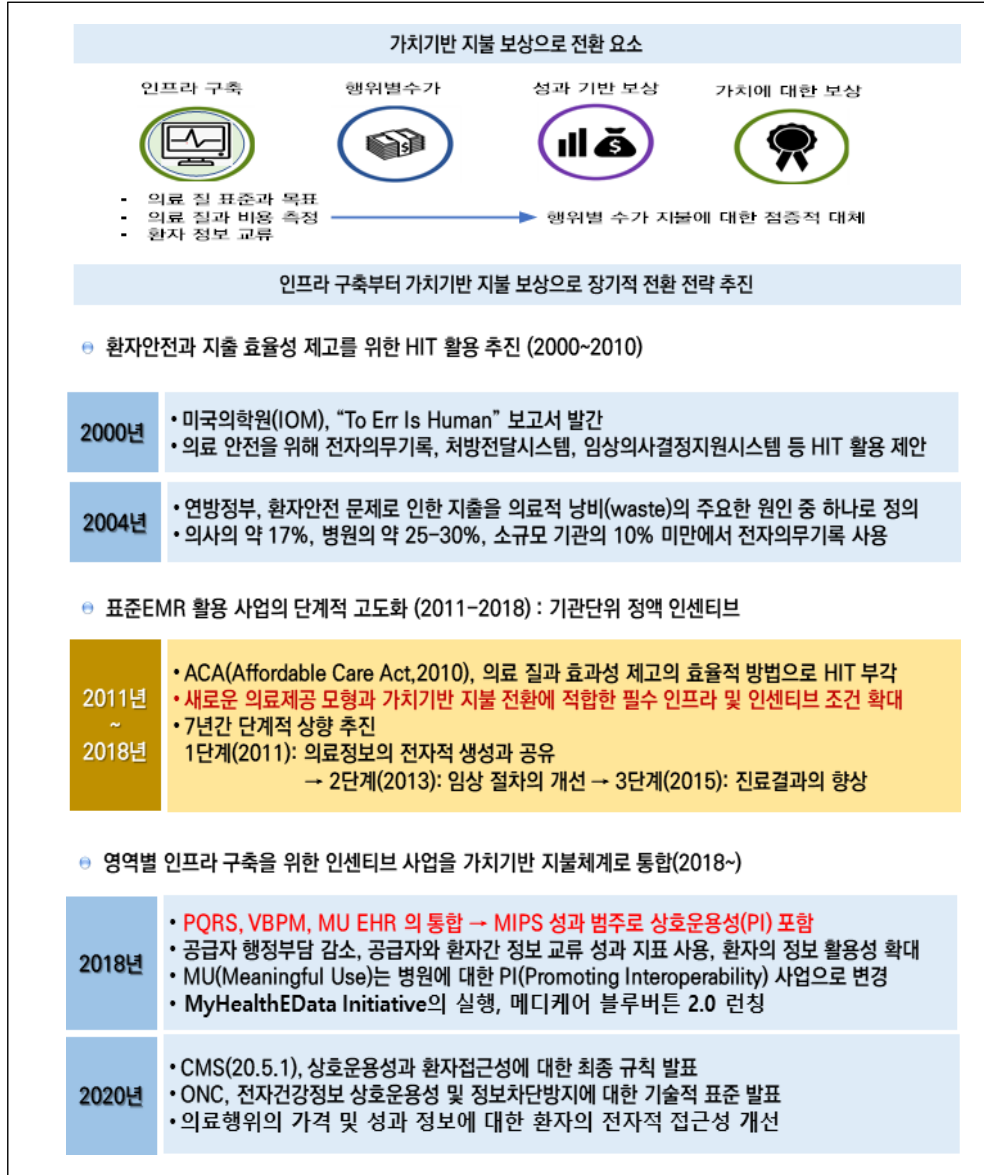 가치기반 지불 보상으로 전환 요소
인프라 구축 행위별수가 성과 기반 보상 가치에 대한 보상
- 의료 질 표준과 목표
- 의료 질과 비용 측정 행위별 수가 지불에 대한 점증적 대체
- 환자 정보 교류
인프라 구축부터 가치기반 지불 보상으로 장기적 전환 전략 추진
환자안전과 지출 효율성 제고를 위한 HIT 활용 추진 (2000~2010)
2000년
• 미국의학원(IOM), “To Err Is Human” 보고서 발간
• 의료 안전을 위해 전자의무기록, 처방전달시스템, 임상의사결정지원시스템 등 HIT 활용 제안
2004년
• 연방정부, 환자안전 문제로 인한 지출을 의료적 낭비(waste)의 주요한 원인 중 하나로 정의
• 의사의 약 17%, 병원의 약 25-30%, 소규모 기관의 10% 미만에서 전자의무기록 사용
표준EMR 활용 사업의 단계적 고도화 (2011-2018) : 기관단위 정액 인센티브
2011년
~
2018년
• ACA(Affordable Care Act,2010), 의료 질과 효과성 제고의 효율적 방법으로 HIT 부각
• 새로운 의료제공 모형과 가치기반 지불 전환에 적합한 필수 인프라 및 인센티브 조건 확대
• 7년간 단계적 상향 추진
1단계(2011): 의료정보의 전자적 생성과 공유
→ 2단계(2013): 임상 절차의 개선 → 3단계(2015): 진료결과의 향상
영역별 인프라 구축을 위한 인센티브 사업을 가치기반 지불체계로 통합(2018~)
2018년
• PQRS, VBPM, MU EHR 의 통합 → MIPS 성과 범주로 상호운용성(PI) 포함
• 공급자 행정부담 감소, 공급자와 환자간 정보 교류 성과 지표 사용, 환자의 정보 활용성 확대
• MU(Meaningful Use)는 병원에 대한 PI(Promoting Interoperability) 사업으로 변경
• MyHealthEData Initiative의 실행, 메디케어 블루버튼 2.0 런칭
2020년
• CMS(20.5.1), 상호운용성과 환자접근성에 대한 최종 규칙 발표
• ONC, 전자건강정보 상호운용성 및 정보차단방지에 대한 기술적 표준 발표
• 의료행위의 가격 및 성과 정보에 대한 환자의 전자적 접근성 개선